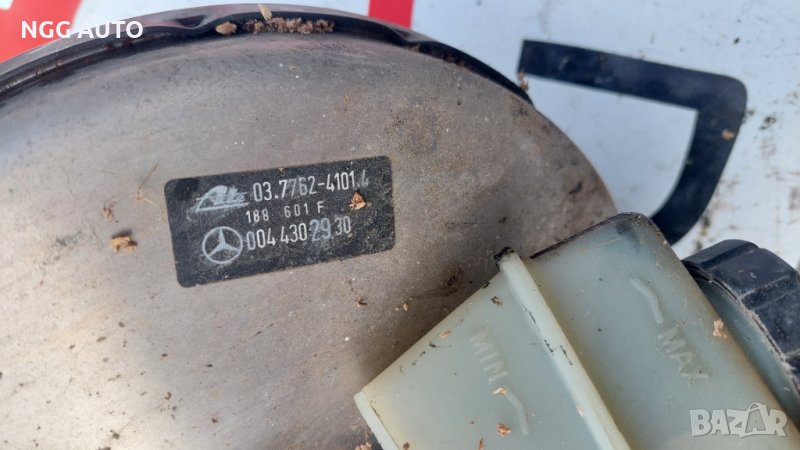 NGG AUTO
Ate 03.7762-4101.4
188 601 F
004 430 29 30
MIN
MAX
BAZAR